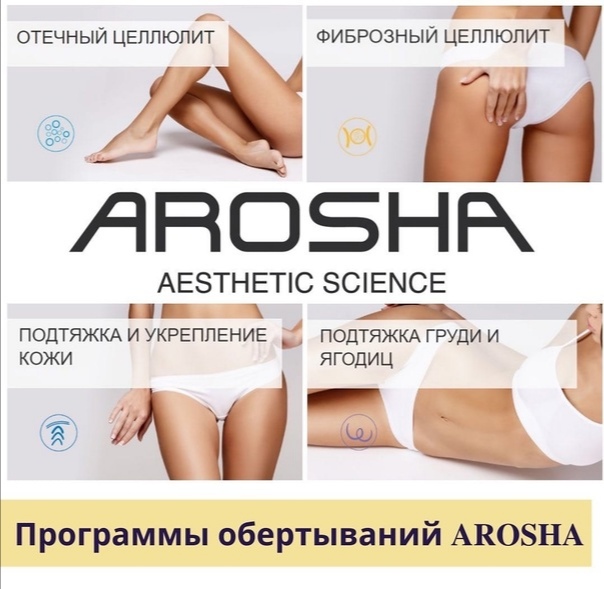 ОТЕЧНЫЙ ЦЕЛЛЮЛИТ
ФИБРОЗНЫЙ ЦЕЛЛЮЛИТ
AROSHA
AESTHETIC SCIENCE
ПОДТЯЖКА И УКРЕПЛЕНИЕ
КОЖИ
ПОДТЯЖКА ГРУДИ И
ЯГОДИЦ
Программы обертываний AROSHA